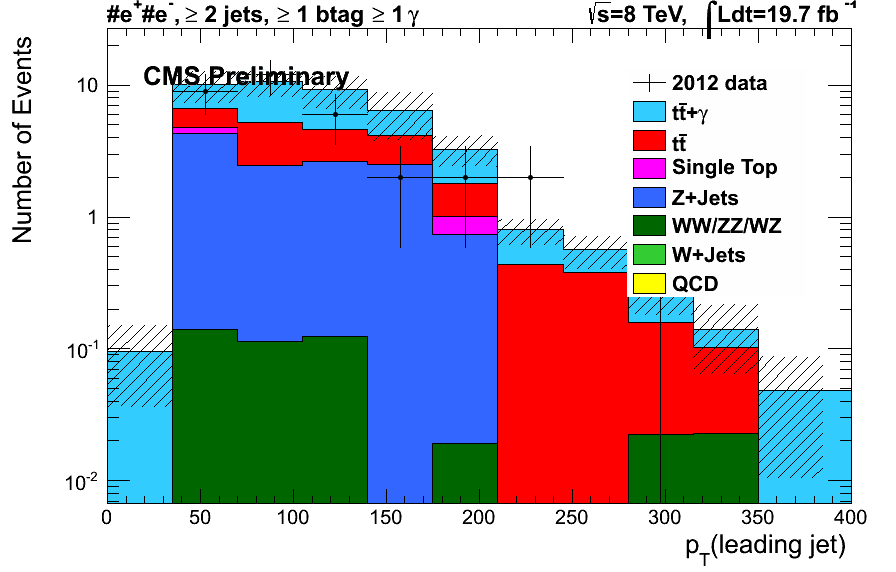 #e⁺#e⁻, ≥ 2 jets, ≥ 1 btag ≥ 1 γ
√s=8 TeV, ∫Ldt=19.7 fb⁻¹
CMS Preliminary
2012 data
tt̄+γ
tt̄
Single Top
Z+Jets
WW/ZZ/WZ
W+Jets
QCD
Number of Events
10
1
10⁻¹
10⁻²
0 50 100 150 200 250 300 350 400
p_T(leading jet)